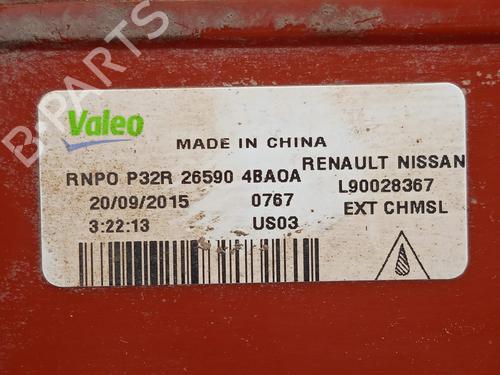 B-PARTS
Valeo
MADE IN CHINA
RENAULT NISSAN
RNPO P32R 26590 4BA0A
L90028367
20/09/2015 0767
EXT CHMSL
3:22:13 US03